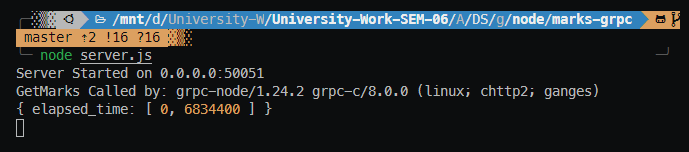 /mnt/d/University-W/University-Work-SEM-06/A/DS/g/node/marks-grpc
master ⇡2 !16 ?16
node server.js
Server Started on 0.0.0.0:50051
GetMarks Called by: grpc-node/1.24.2 grpc-c/8.0.0 (linux; chttp2; ganges)
{ elapsed_time: [ 0, 6834400 ] }